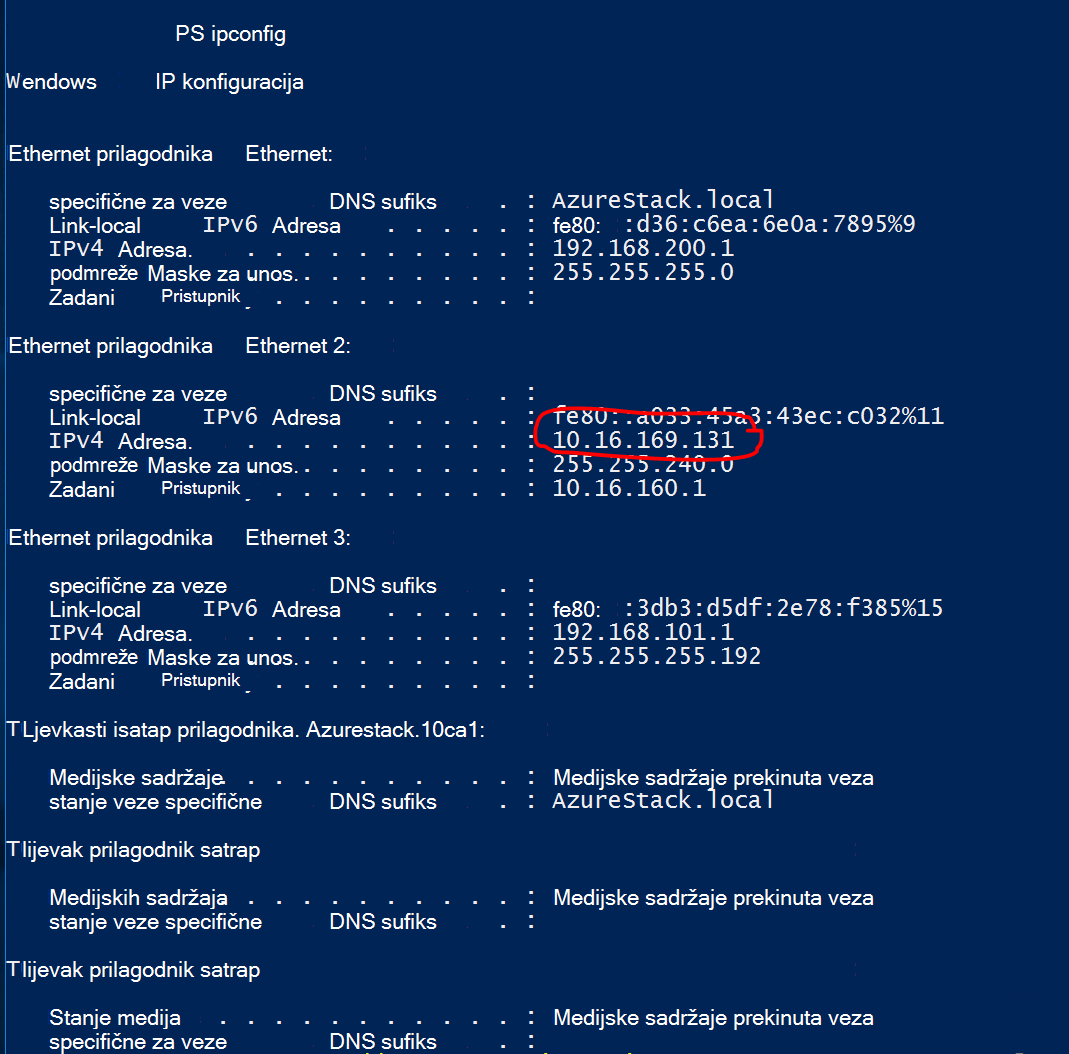 PS ipconfig
Wendows IP konfiguracija
Ethernet prilagodnika Ethernet:
specifične za veze DNS sufiks . : AzureStack.local
Link-local IPv6 Adresa . . . . . . : fe80: :d36:c6ea:6e0a:7895%9
IPv4 Adresa. . . . . . . . . . . : 192.168.200.1
podmreže Maske za unos. . . . . . . . . : 255.255.255.0
Zadani Pristupnik . . . . . . . . . :
Ethernet prilagodnika Ethernet 2:
specifične za veze DNS sufiks . :
Link-local IPv6 Adresa . . . . . . : fe80: :a033:45a3:43ec:c032%11
IPv4 Adresa. . . . . . . . . . . : 10.16.169.131
podmreže Maske za unos. . . . . . . . . : 255.255.240.0
Zadani Pristupnik . . . . . . . . . : 10.16.160.1
Ethernet prilagodnika Ethernet 3:
specifične za veze DNS sufiks . :
Link-local IPv6 Adresa . . . . . . : fe80: :3db3:d5df:2e78:f385%15
IPv4 Adresa. . . . . . . . . . . : 192.168.101.1
podmreže Maske za unos. . . . . . . . . : 255.255.255.192
Zadani Pristupnik . . . . . . . . . :
TLjevkasti isatap prilagodnika. Azurestack.10ca1:
Medijske sadržaje . . . . . . . . . . . : Medijske sadržaje prekinuta veza
stanje veze specifične DNS sufiks . : AzureStack.local
Tlijevak prilagodnik satrap
Medijskih sadržaja . . . . . . . . . . . : Medijske sadržaje prekinuta veza
stanje veze specifične DNS sufiks . :
Tlijevak prilagodnik satrap
Stanje medija . . . . . . . . . . . : Medijske sadržaje prekinuta veza
specifične za veze DNS sufiks . :